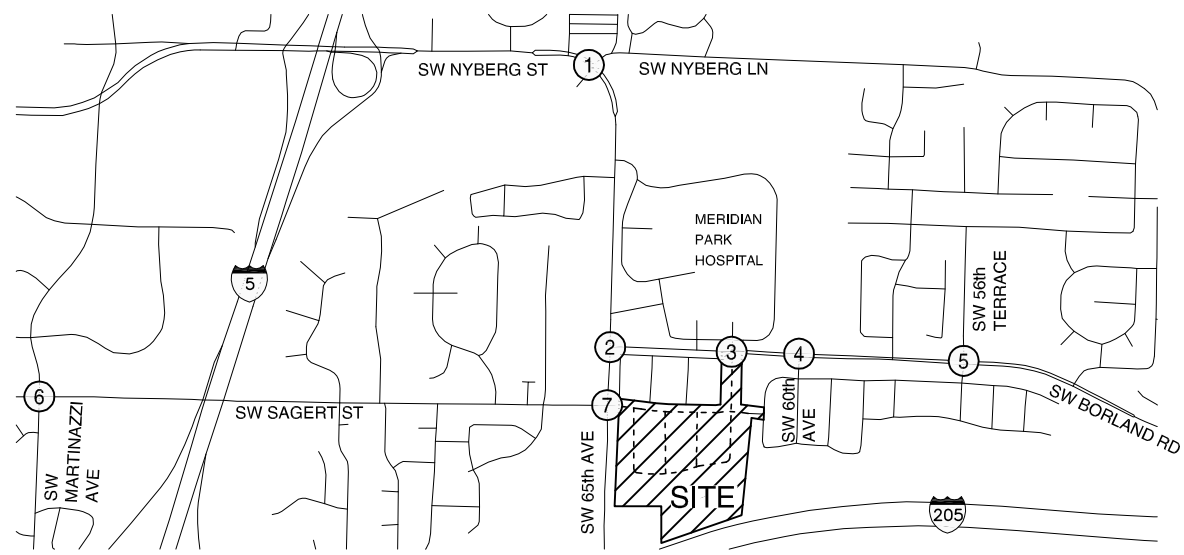 1
SW NYBERG ST
SW NYBERG LN
MERIDIAN
PARK
HOSPITAL
5
SW 56th
TERRACE
2
3
4
5
6
7
SW SAGERT ST
SW 60th
AVE
SW BORLAND RD
SW
MARTINAZZI
AVE
SW 65th AVE
SITE
205